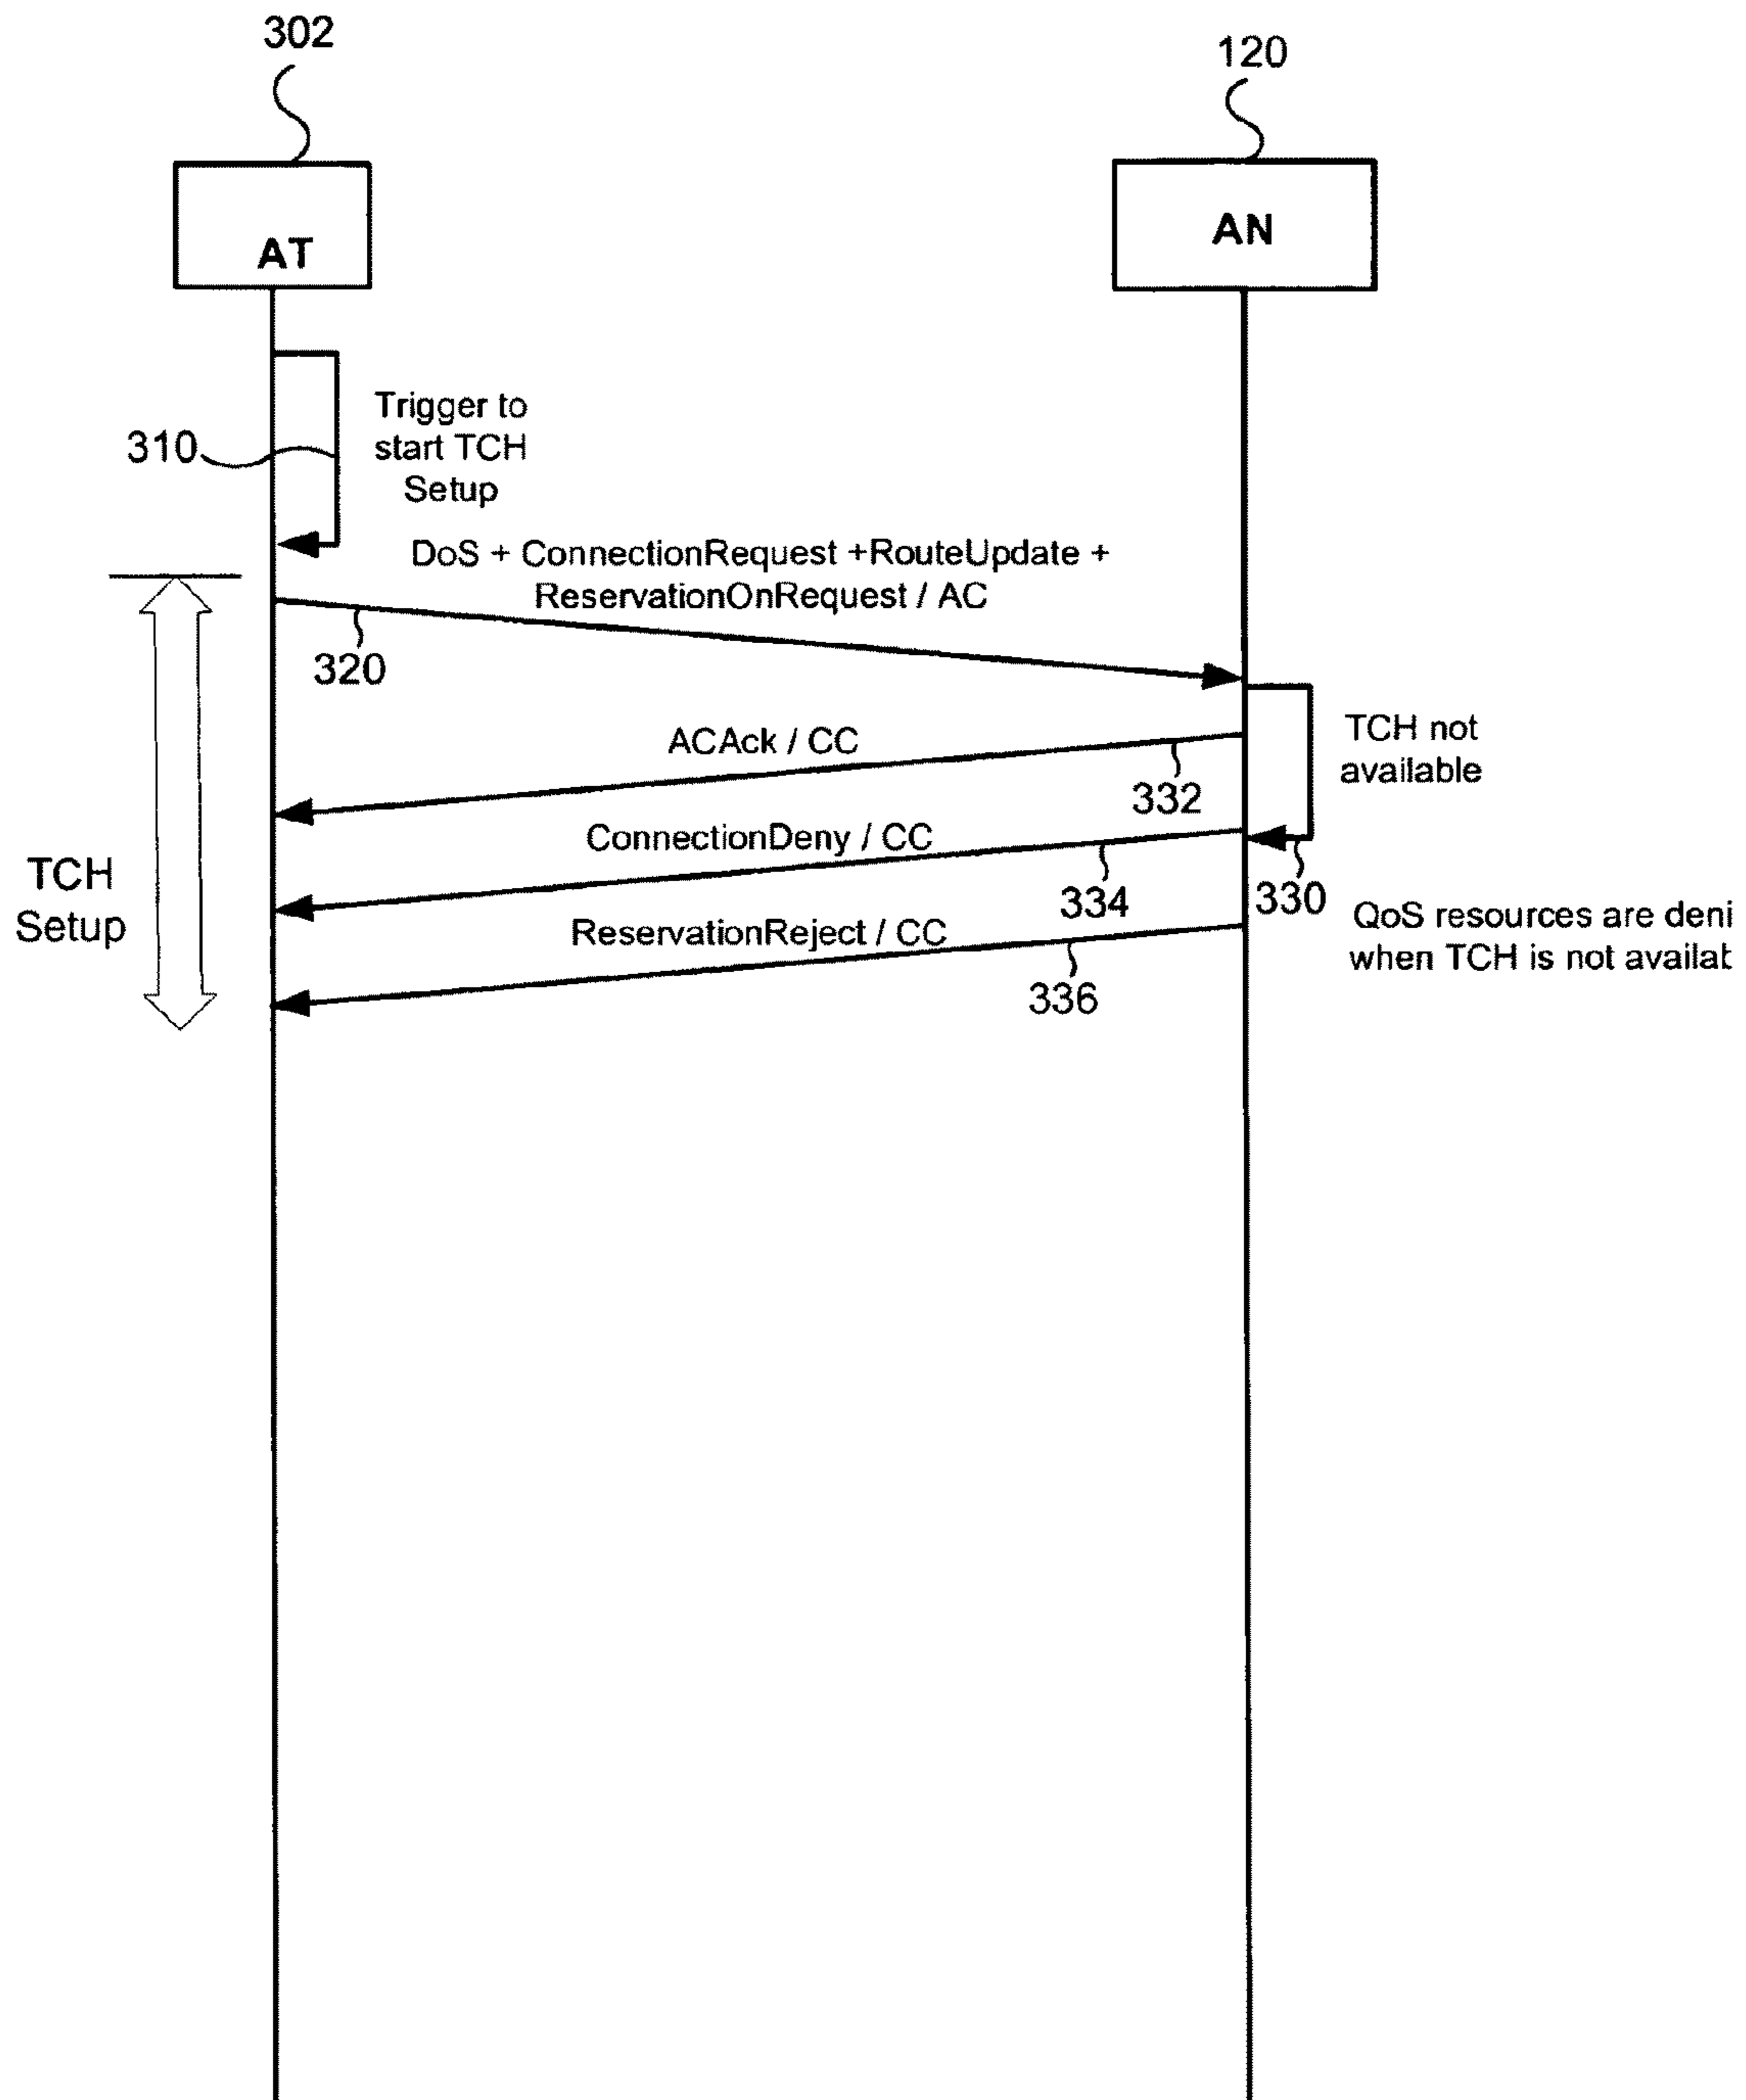 302
120
AT
AN
Trigger to
start TCH
Setup
310
DoS + ConnectionRequest +RouteUpdate +
ReservationOnRequest / AC
320
TCH not
available
ACAck / CC
332
ConnectionDeny / CC
334
330
TCH
Setup
QoS resources are deni
when TCH is not
ReservationReject / CC
336